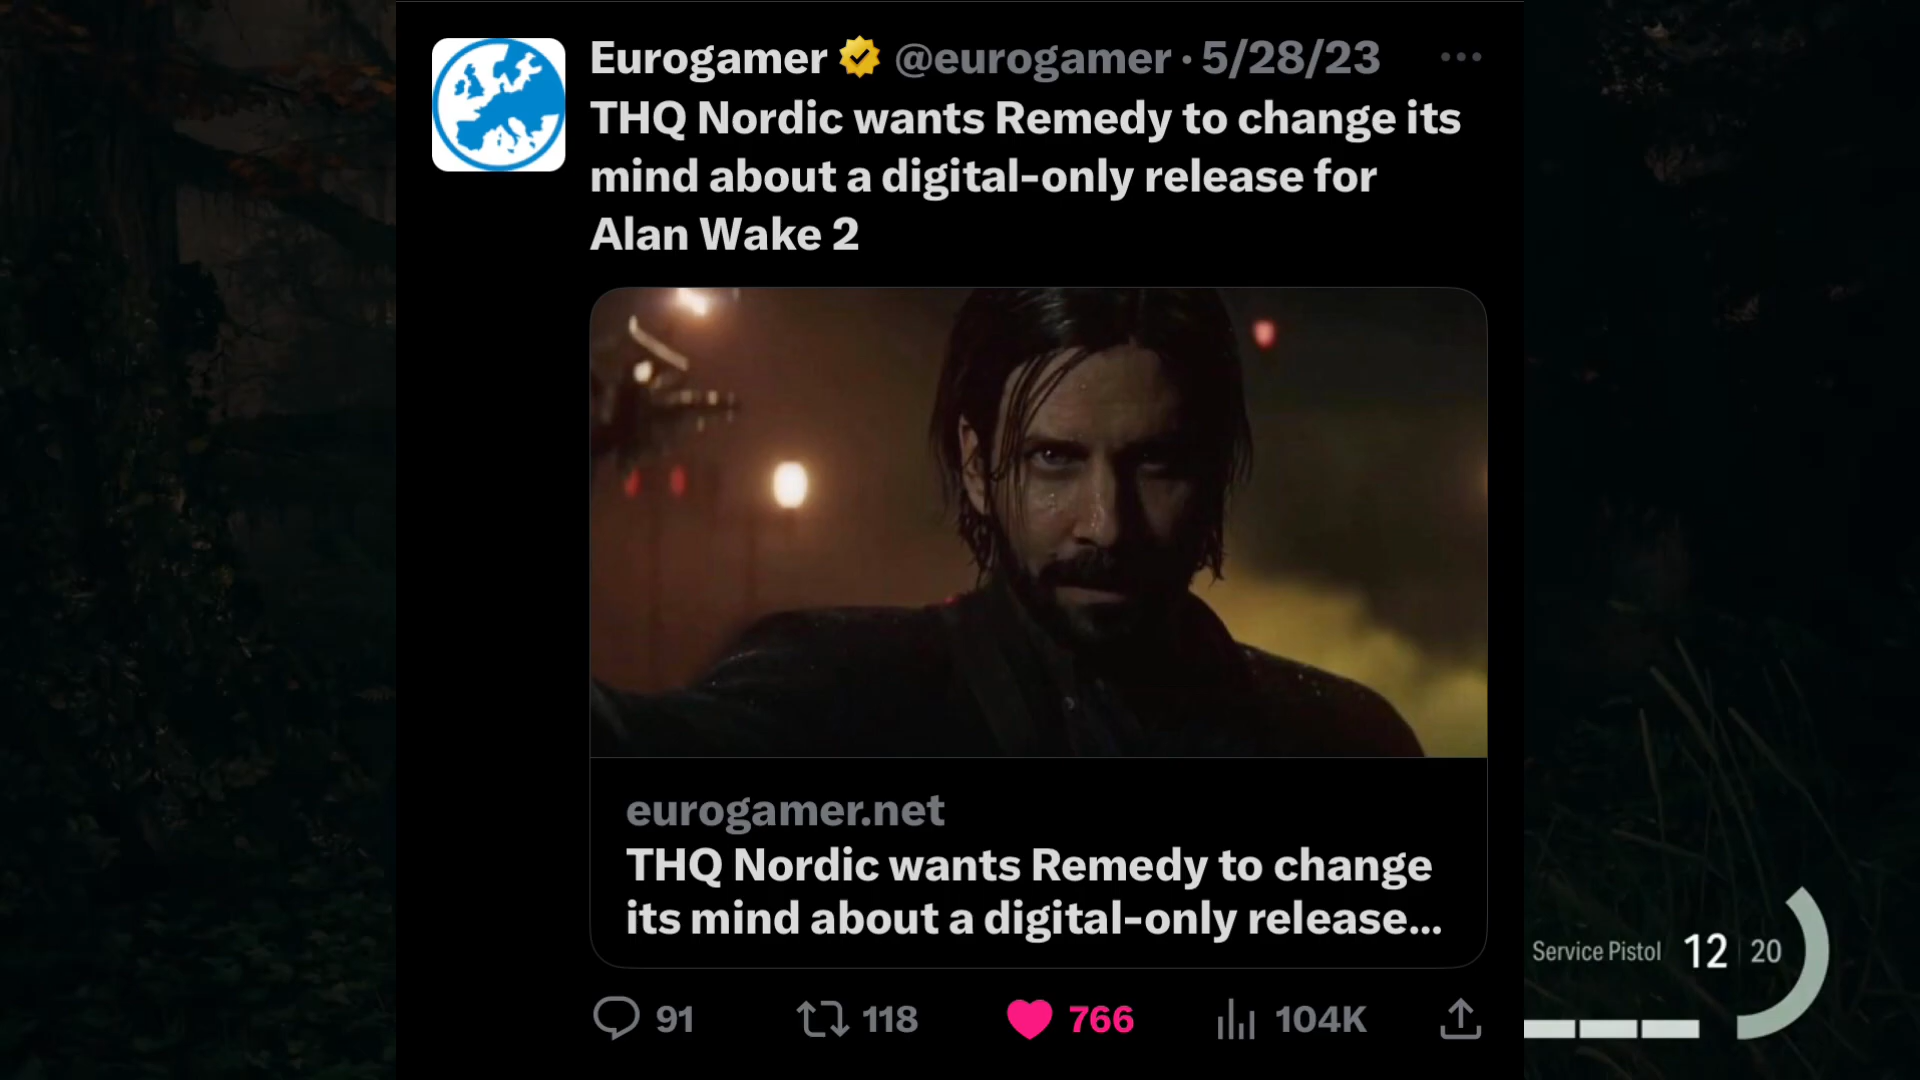 Eurogamer @eurogamer · 5/28/23
THQ Nordic wants Remedy to change its
mind about a digital-only release for
Alan Wake 2
eurogamer.net
THQ Nordic wants Remedy to change
its mind about a digital-only release...
91 118 766 104K
Service Pistol 12 20